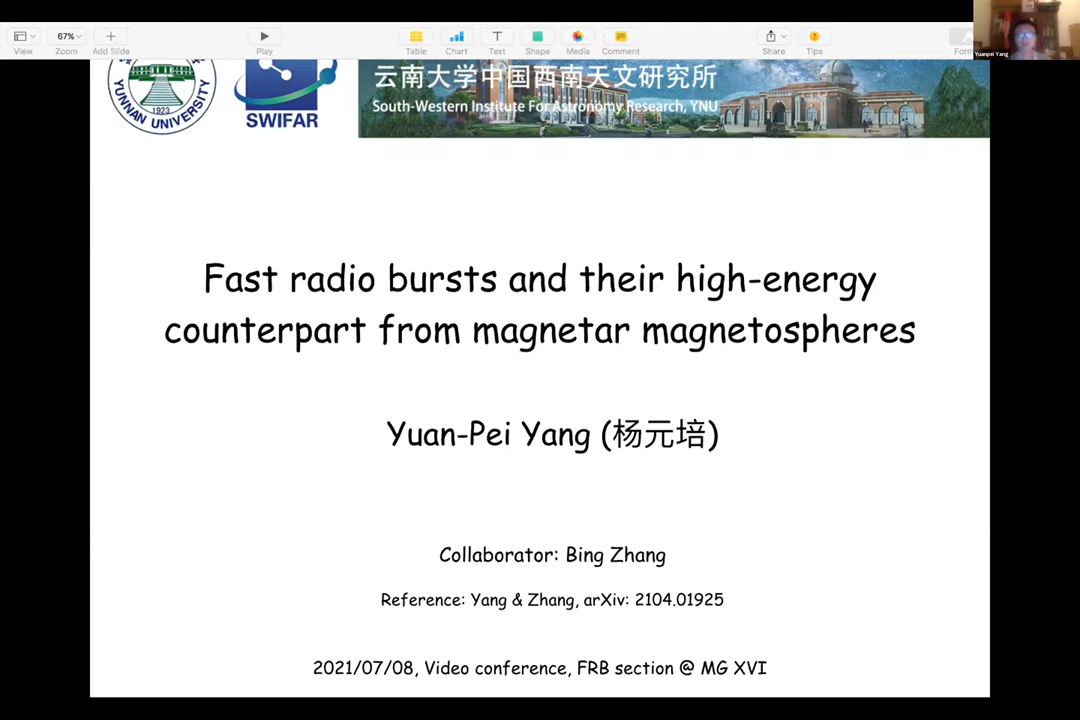 View
67%
Zoom
Add Slide
Play
Table
Chart
Text
Shape
Media
Comment
Share
Tips
Yuanpei Yang
YUNNAN UNIVERSITY
1923
SWIFAR
云南大学中国西南天文研究所
South-Western Institute For Astronomy Research, YNU
Fast radio bursts and their high-energy
counterpart from magnetar magnetospheres
Yuan-Pei Yang (杨元培)
Collaborator: Bing Zhang
Reference: Yang & Zhang, arXiv: 2104.01925
2021/07/08, Video conference, FRB section @ MG XVI